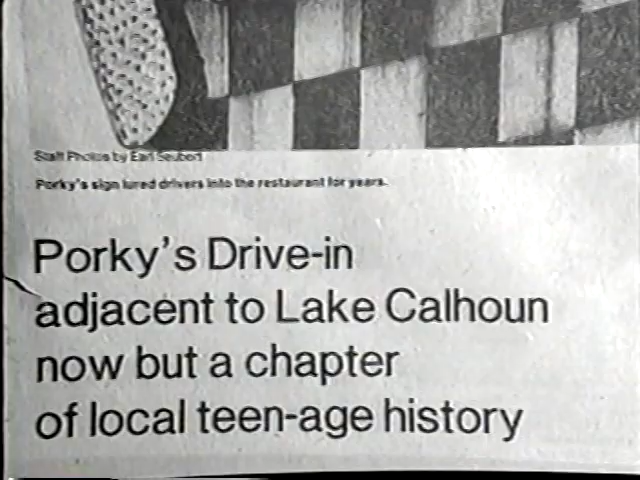 Staff Photos by Earl Seubert
Porky's sign lured drivers into the restaurant for years.
Porky's Drive-in
adjacent to Lake Calhoun
now but a chapter
of local teen-age history